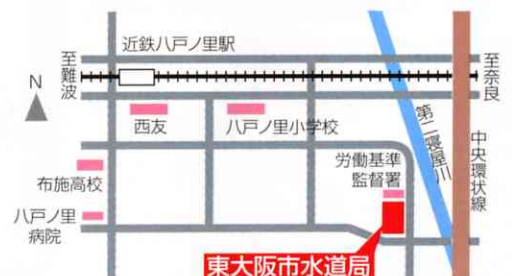 近鉄八戸ノ里駅
至難波
至奈良
N
西友
八戸ノ里小学校
第二寝屋川
中央環状線
労働基準
監督署
布施高校
八戸ノ里
病院
東大阪市水道局